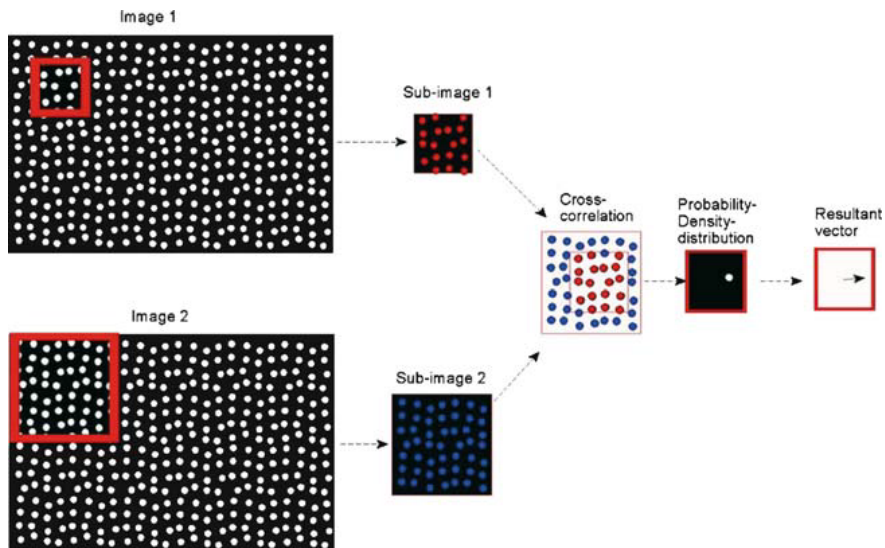 Image 1
Sub-image 1
Cross-
correlation
Probability-
Density-
distribution
Resultant
vector
Image 2
Sub-image 2